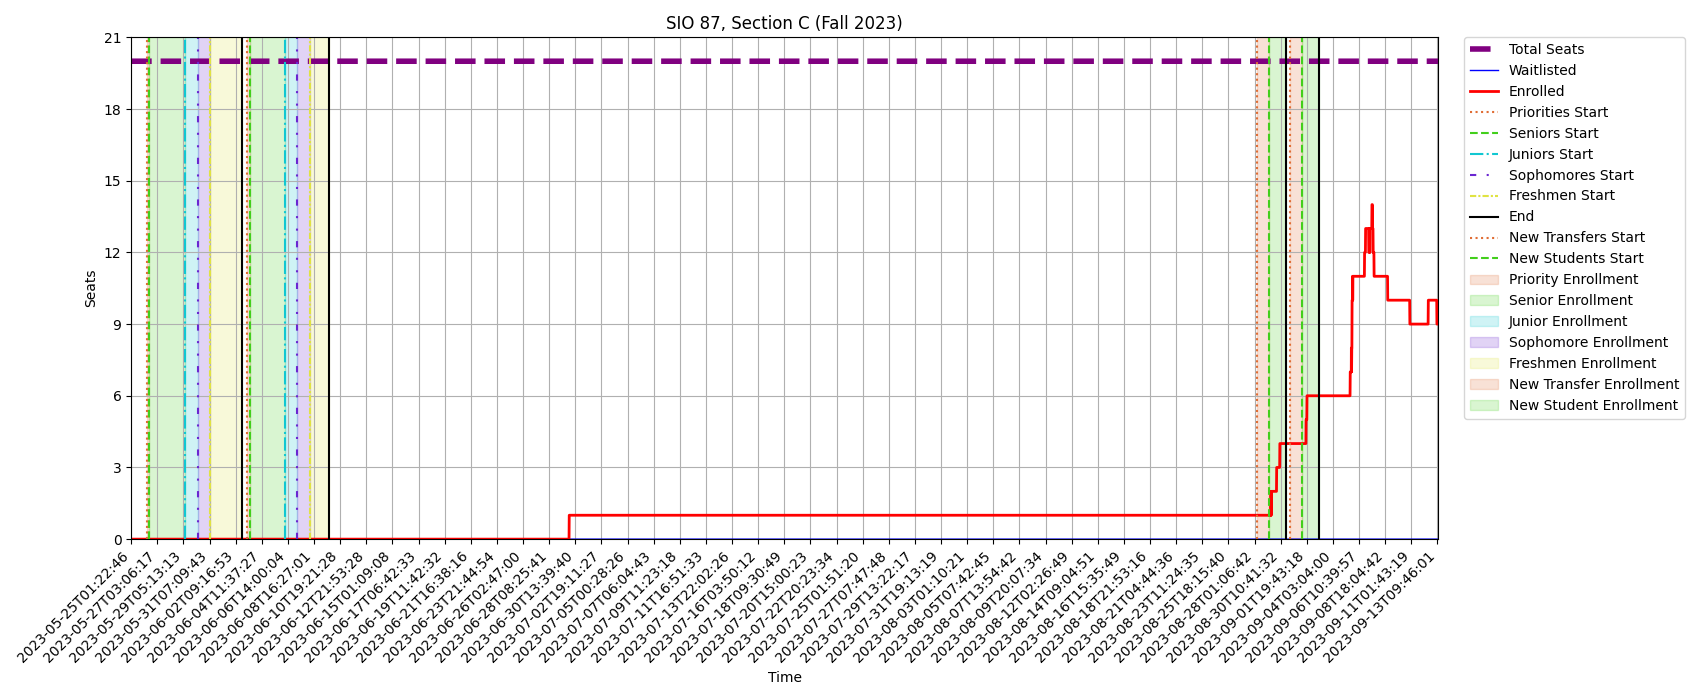 SIO 87, Section C (Fall 2023)
Seats
21
18
15
12
9
6
3
0
2023-05-25T01:22:46
2023-05-27T03:06:17
2023-05-29T05:13:13
2023-05-31T07:09:43
2023-06-02T09:16:53
2023-06-04T11:37:27
2023-06-06T14:00:04
2023-06-08T16:27:01
2023-06-10T19:21:28
2023-06-12T21:53:28
2023-06-15T01:09:08
2023-06-17T06:42:33
2023-06-19T11:42:32
2023-06-21T16:38:16
2023-06-23T21:44:54
2023-06-26T02:47:00
2023-06-28T08:25:41
2023-06-30T13:39:40
2023-07-02T19:11:27
2023-07-05T00:28:26
2023-07-07T06:04:43
2023-07-09T11:23:18
2023-07-11T16:51:33
2023-07-13T22:02:26
2023-07-16T03:50:12
2023-07-18T09:30:49
2023-07-20T15:00:23
2023-07-22T20:23:34
2023-07-25T01:51:20
2023-07-27T07:47:48
2023-07-29T13:22:17
2023-07-31T19:13:19
2023-08-03T01:10:21
2023-08-05T07:42:45
2023-08-07T13:54:42
2023-08-09T20:07:34
2023-08-12T02:26:49
2023-08-14T09:04:51
2023-08-16T15:35:49
2023-08-18T21:53:16
2023-08-21T04:44:36
2023-08-23T11:24:35
2023-08-25T18:15:40
2023-08-28T01:06:42
2023-08-30T10:41:32
2023-09-01T19:43:18
2023-09-04T03:04:00
2023-09-06T10:39:57
2023-09-08T18:04:42
2023-09-11T01:43:19
2023-09-13T09:46:01
Time
Total Seats
Waitlisted
Enrolled
Priorities Start
Seniors Start
Juniors Start
Sophomores Start
Freshmen Start
End
New Transfers Start
New Students Start
Priority Enrollment
Senior Enrollment
Junior Enrollment
Sophomore Enrollment
Freshmen Enrollment
New Transfer Enrollment
New Student Enrollment